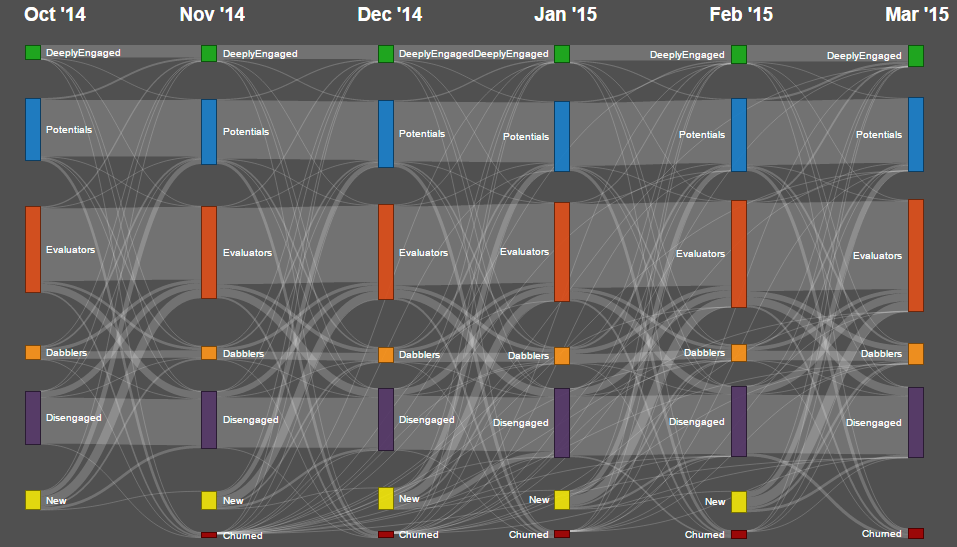 Oct '14 Nov '14 Dec '14 Jan '15 Feb '15 Mar '15
DeeplyEngaged DeeplyEngaged DeeplyEngaged DeeplyEngaged DeeplyEngaged DeeplyEngaged
Potentials Potentials Potentials Potentials Potentials Potentials
Evaluators Evaluators Evaluators Evaluators Evaluators Evaluators
Dabblers Dabblers Dabblers Dabblers Dabblers Dabblers
Disengaged Disengaged Disengaged Disengaged Disengaged Disengaged
New New New New New
Churned Churned Churned Churned Churned